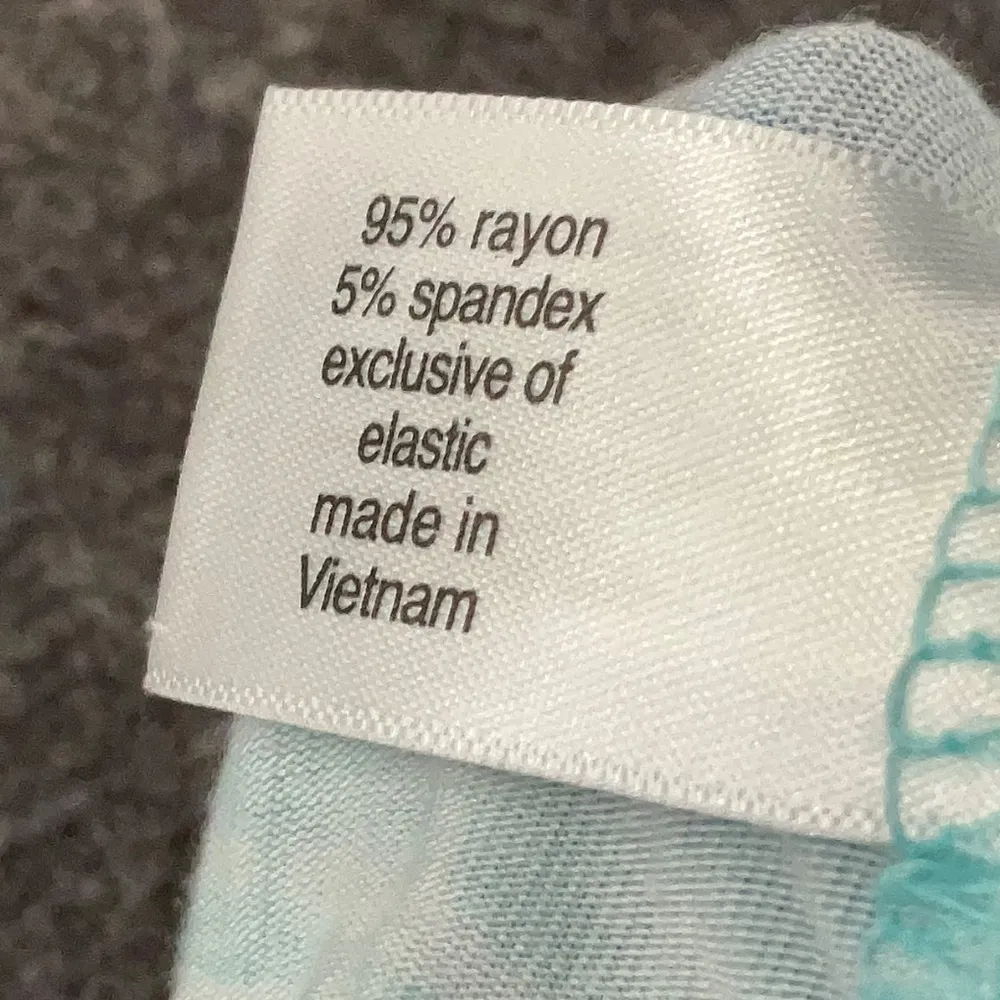 95% rayon
5% spandex
exclusive of
elastic
made in
Vietnam